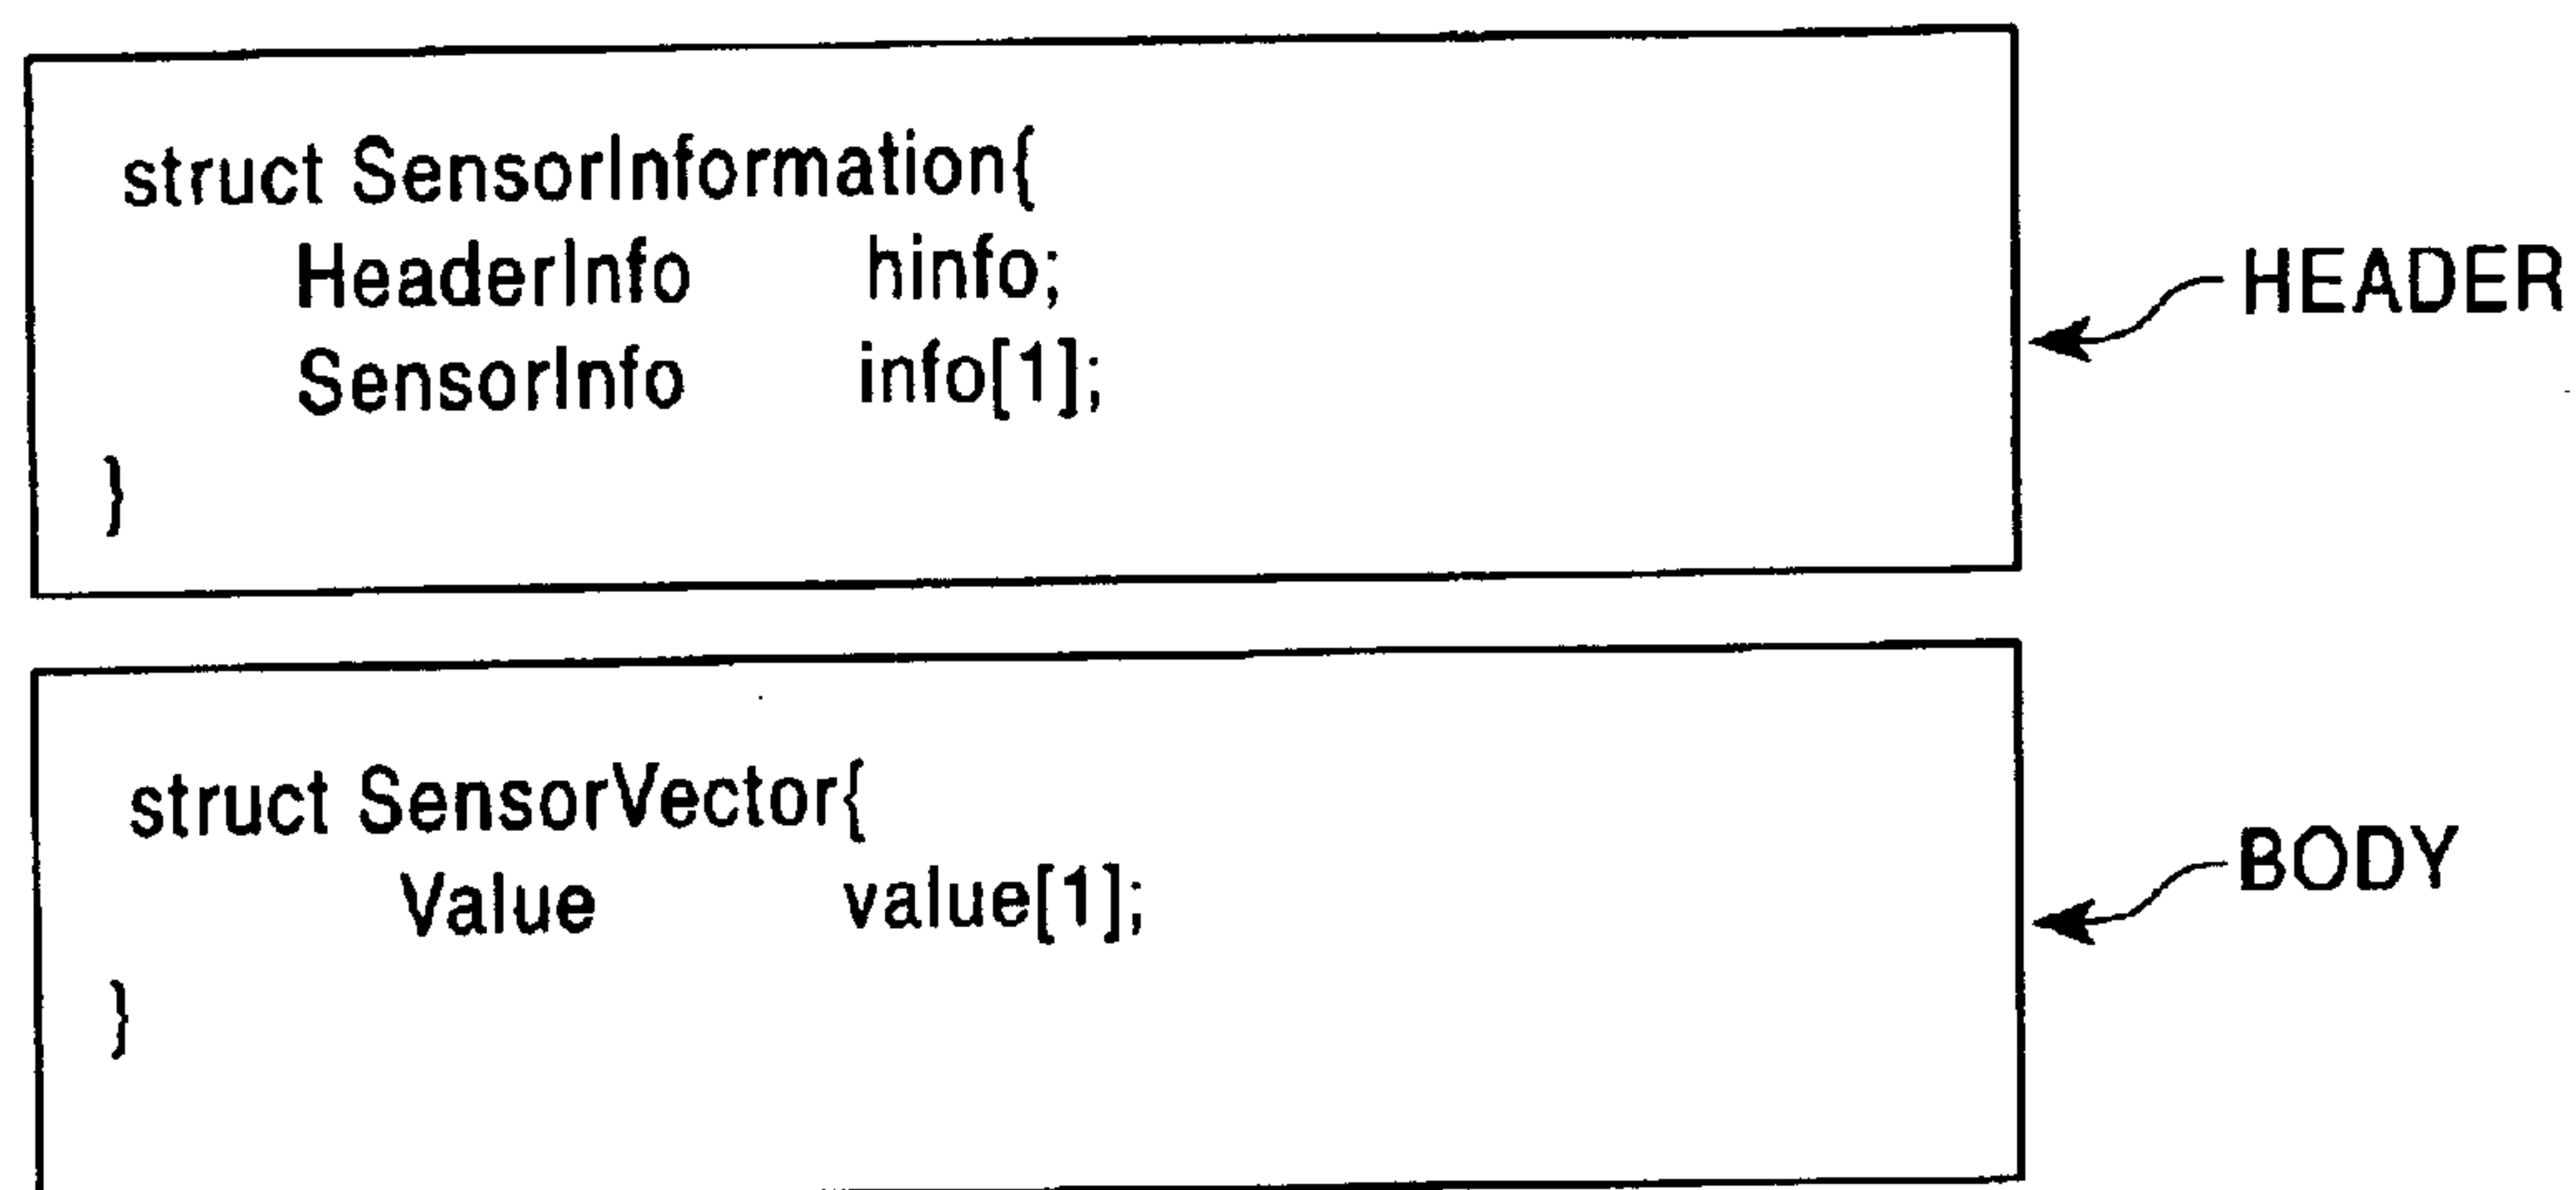 struct SensorInformation{
HeaderInfo hinfo;
SensorInfo info[1];
}
HEADER
struct SensorVector{
Value value[1];
}
BODY